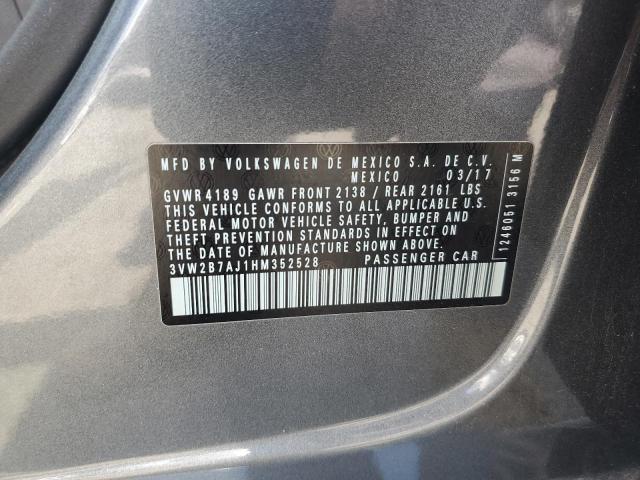 MFD BY VOLKSWAGEN DE MEXICO S.A. DE C.V.
MEXICO 03/17
GVWR 4189 GAWR FRONT 2138 / REAR 2161 LBS
THIS VEHICLE CONFORMS TO ALL APPLICABLE U.S.
FEDERAL MOTOR VEHICLE SAFETY, BUMPER AND
THEFT PREVENTION STANDARDS IN EFFECT ON THE
DATE OF MANUFACTURE SHOWN ABOVE.
3VW2B7AJ1HM352528 PASSENGER CAR
1246051 3156 M